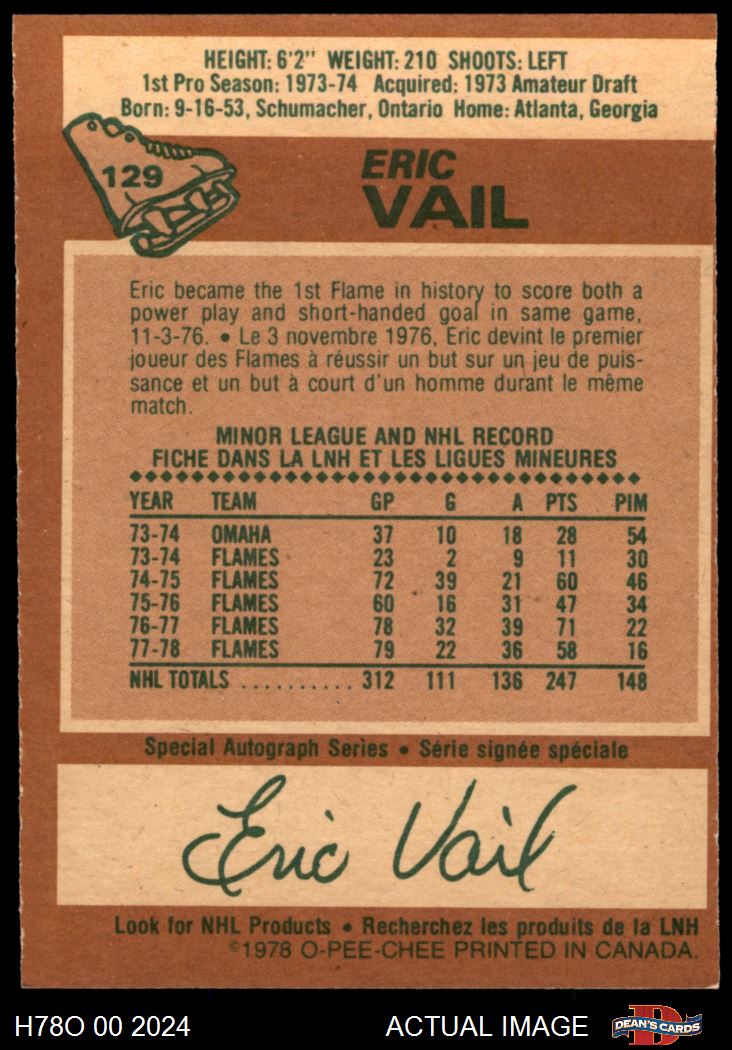 HEIGHT: 6'2" WEIGHT: 210 SHOOTS: LEFT
1st Pro Season: 1973-74 Acquired: 1973 Amateur Draft
Born: 9-16-53, Schumacher, Ontario Home: Atlanta, Georgia
129
ERIC
VAIL
Eric became the 1st Flame in history to score both a
power play and short-handed goal in same game,
11-3-76. • Le 3 novembre 1976, Eric devint le premier
joueur des Flames à réussir un but sur un jeu de puis-
sance et un but à court d'un homme durant le même
match.
MINOR LEAGUE AND NHL RECORD
FICHE DANS LA LNH ET LES LIGUES MINEURES
YEAR TEAM GP G A PTS PIM
73-74 OMAHA 37 10 18 28 54
73-74 FLAMES 23 2 9 11 30
74-75 FLAMES 72 39 21 60 46
75-76 FLAMES 60 16 31 47 34
76-77 FLAMES 78 32 39 71 22
77-78 FLAMES 79 22 36 58 16
NHL TOTALS .......... 312 111 136 247 148
Special Autograph Series • Série signée spéciale
Eric Vail
Look for NHL Products • Recherchez les produits de la LNH
©1978 O-PEE-CHEE PRINTED IN CANADA.
H78O 00 2024 ACTUAL IMAGE DEAN'S CARDS